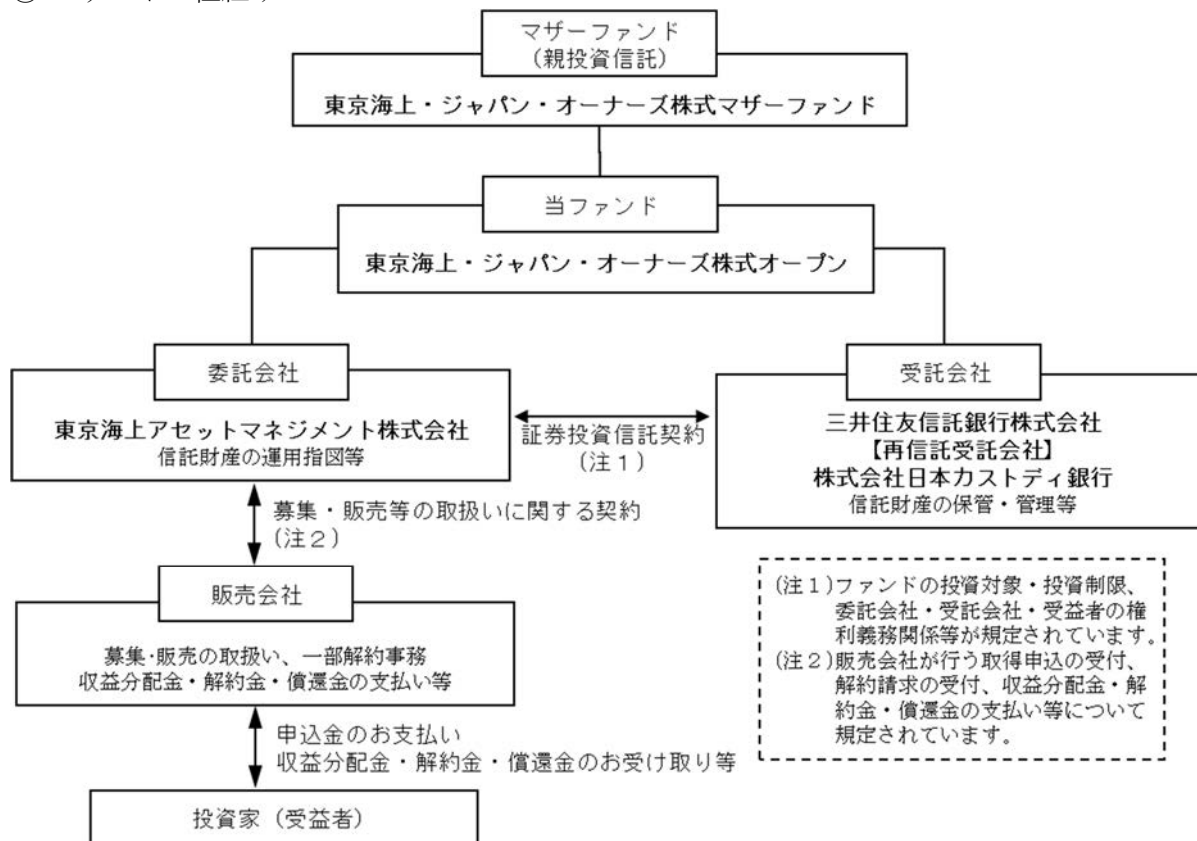 マザーファンド
(親投資信託)
東京海上・ジャパン・オーナーズ株式マザーファンド
当ファンド
東京海上・ジャパン・オーナーズ株式オープン
委託会社
東京海上アセットマネジメント株式会社
信託財産の運用指図等
証券投資信託契約
(注1)
受託会社
三井住友信託銀行株式会社
【再信託受託会社】
株式会社日本カストディ銀行
信託財産の保管・管理等
募集・販売等の取扱いに関する契約
(注2)
販売会社
募集・販売の取扱い、一部解約事務
収益分配金・解約金・償還金の支払い等
(注1)ファンドの投資対象・投資制限、
委託会社・受託会社・受益者の権
利義務関係等が規定されています。
(注2)販売会社が行う取得申込の受付、
解約請求の受付、収益分配金・解
約金・償還金の支払い等について
規定されています。
申込金のお支払い
収益分配金・解約金・償還金のお受け取り等
投資家(受益者)